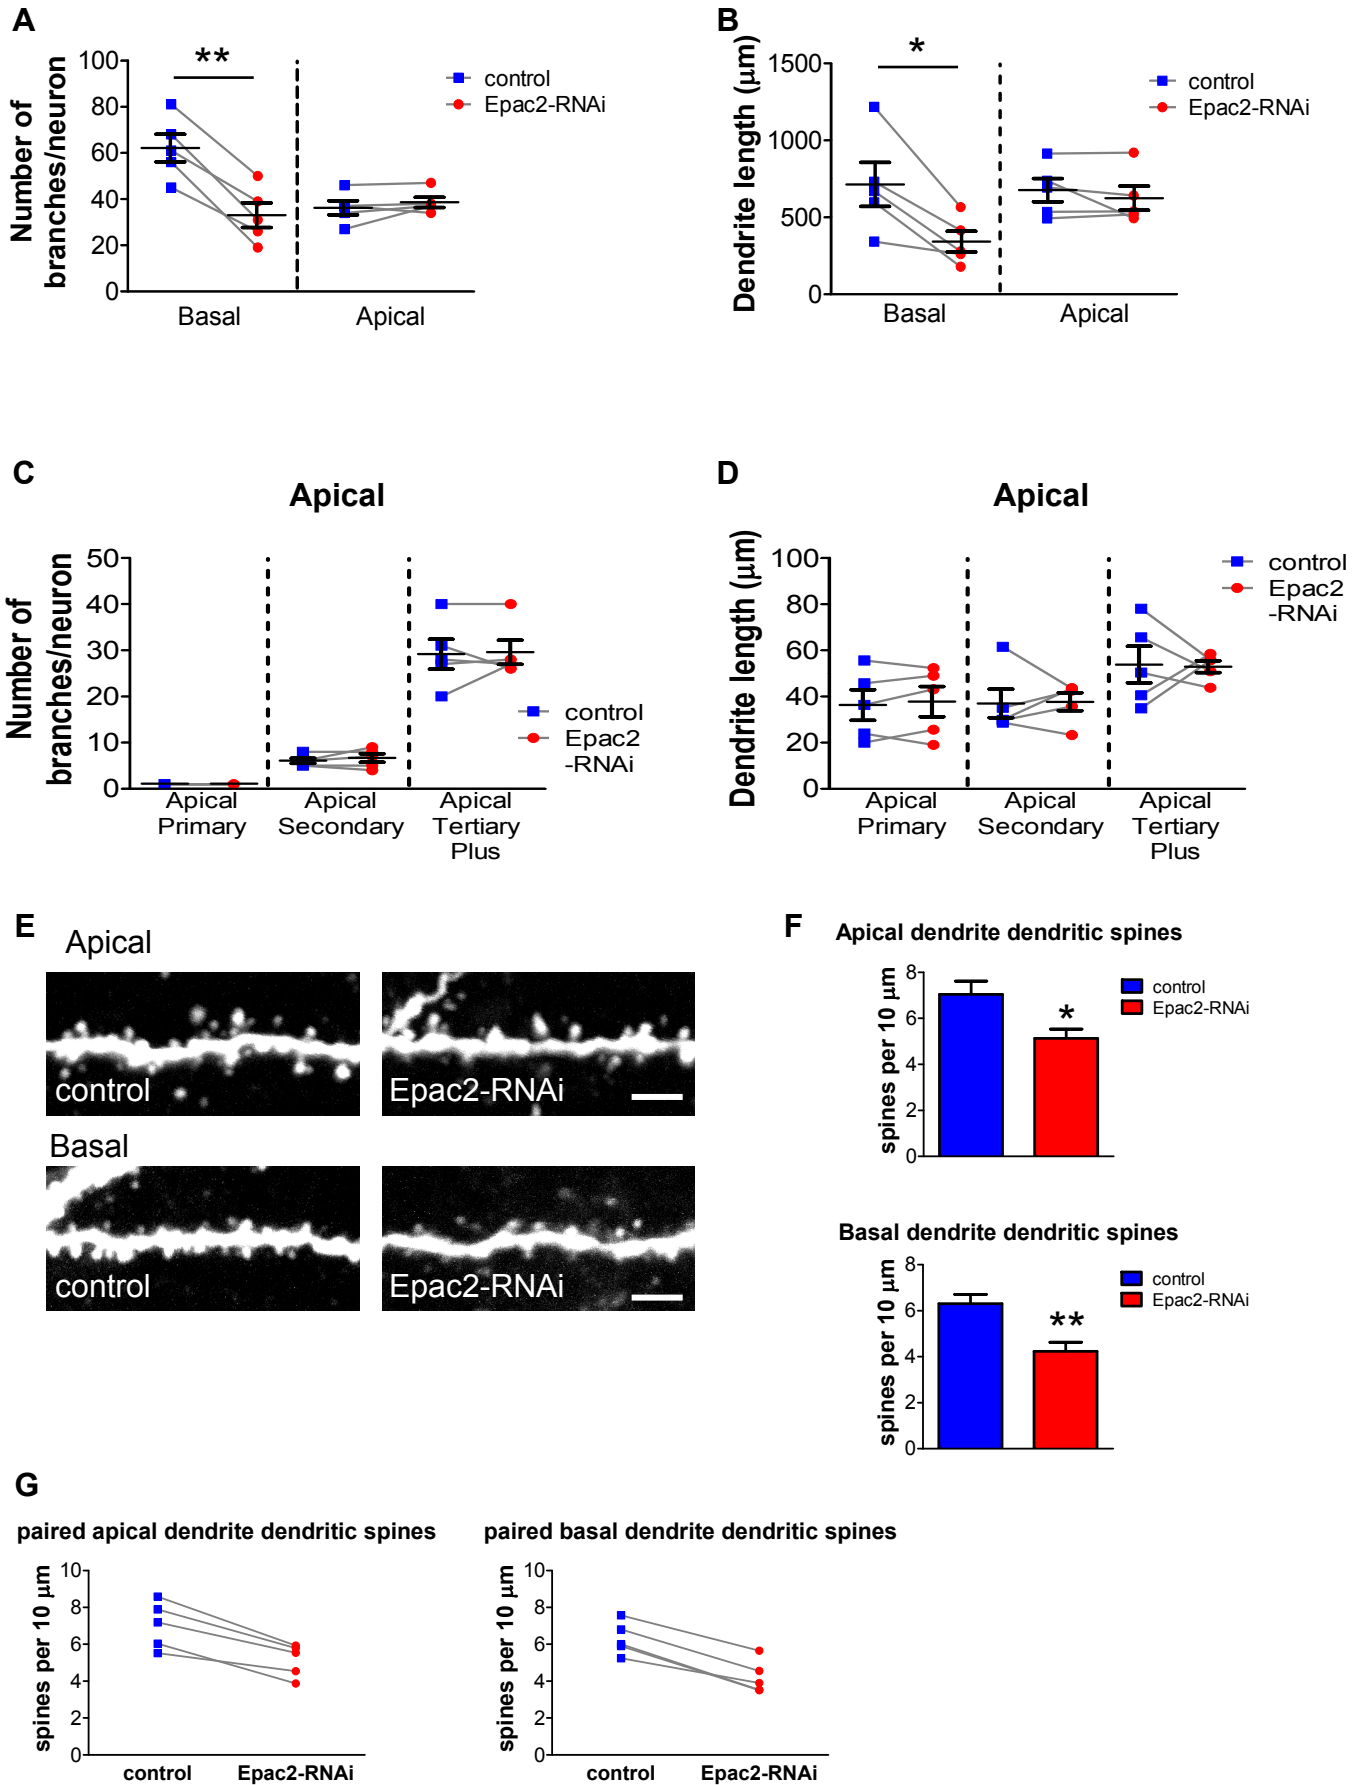 A
Number of
branches/neuron
100
80
60
40
20
0
**
control
Epac2-RNAi
Basal
Apical
B
Dendrite length (μm)
1500
1000
500
0
*
control
Epac2-RNAi
Basal
Apical
C
Apical
Number of
branches/neuron
50
40
30
20
10
0
control
Epac2
-RNAi
Apical
Primary
Apical
Secondary
Apical
Tertiary
Plus
D
Apical
Dendrite length (μm)
100
80
60
40
20
0
control
Epac2
-RNAi
Apical
Primary
Apical
Secondary
Apical
Tertiary
Plus
E
Apical
control
Epac2-RNAi
Basal
control
Epac2-RNAi
F
Apical dendrite dendritic spines
spines per 10 μm
8
6
4
2
0
*
control
Epac2-RNAi
Basal dendrite dendritic spines
spines per 10 μm
8
6
4
2
0
**
control
Epac2-RNAi
G
paired apical dendrite dendritic spines
spines per 10 μm
10
8
6
4
2
0
control
Epac2-RNAi
paired basal dendrite dendritic spines
spines per 10 μm
10
8
6
4
2
0
control
Epac2-RNAi